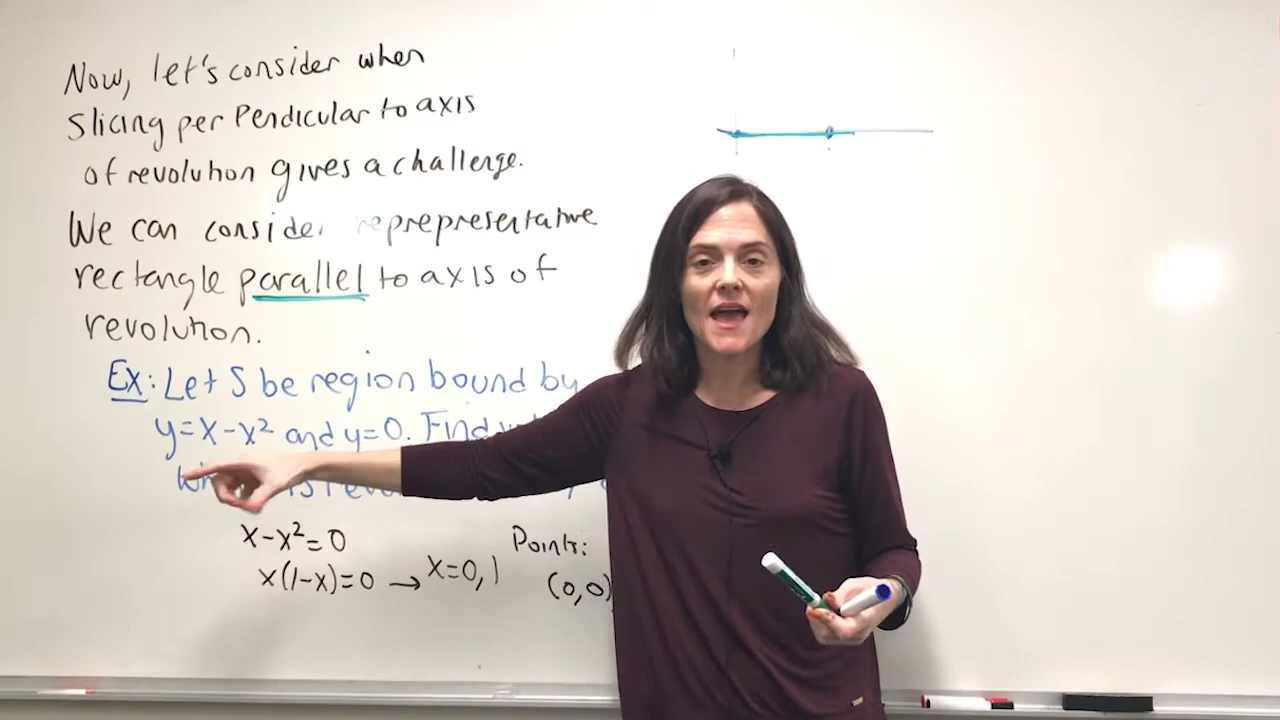 Now, let's consider when
Slicing perpendicular to axis
of revolution gives a challenge.
We can consider reprepresentative
rectangle parallel to axis of
revolution.
Ex: Let S be region bound by
y=x-x² and y=0. Find
is
x-x²=0
x(1-x)=0 → x=0,1
Points:
(0,0)